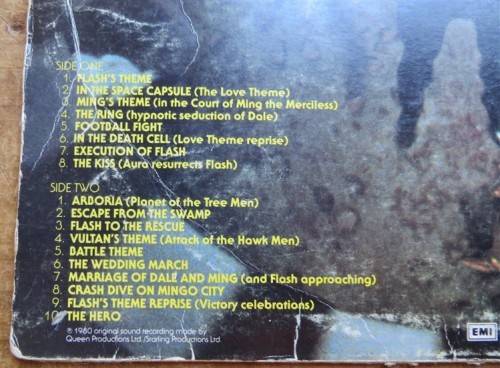 SIDE ONE
1. FLASH'S THEME
2. IN THE SPACE CAPSULE (The Love Theme)
3. MING'S THEME (in the Court of Ming the Merciless)
4. THE RING (hypnotic seduction of Dale)
5. FOOTBALL FIGHT
6. IN THE DEATH CELL (Love Theme reprise)
7. EXECUTION OF FLASH
8. THE KISS (Aura resurrects Flash)
SIDE TWO
1. ARBORIA (Planet of the Tree Men)
2. ESCAPE FROM THE SWAMP
3. FLASH TO THE RESCUE
4. VULTAN'S THEME (Attack of the Hawk Men)
5. BATTLE THEME
6. THE WEDDING MARCH
7. MARRIAGE OF DALE AND MING (and Flash approaching)
8. CRASH DIVE ON MINGO CITY
9. FLASH'S THEME REPRISE (Victory celebrations)
10. THE HERO
℗ 1980 original sound recording made by
Queen Productions Ltd./Starling Productions Ltd.
EMI